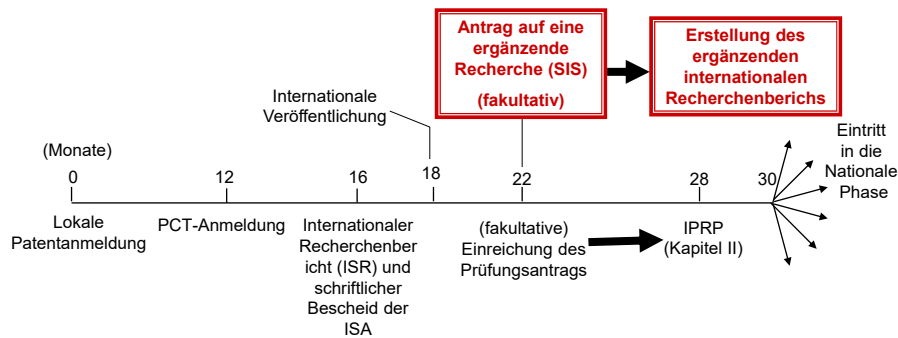 Antrag auf eine
ergänzende
Recherche (SIS)
(fakultativ)
Erstellung des
ergänzenden
internationalen
Recherchenberichs
Internationale
Veröffentlichung
(Monate)
0
12
16
18
22
28
30
Eintritt
in die
Nationale
Phase
Lokale
Patentanmeldung
PCT-Anmeldung
Internationaler
Recherchenber
icht (ISR) und
schriftlicher
Bescheid der
ISA
(fakultative)
Einreichung des
Prüfungsantrags
IPRP
(Kapitel II)